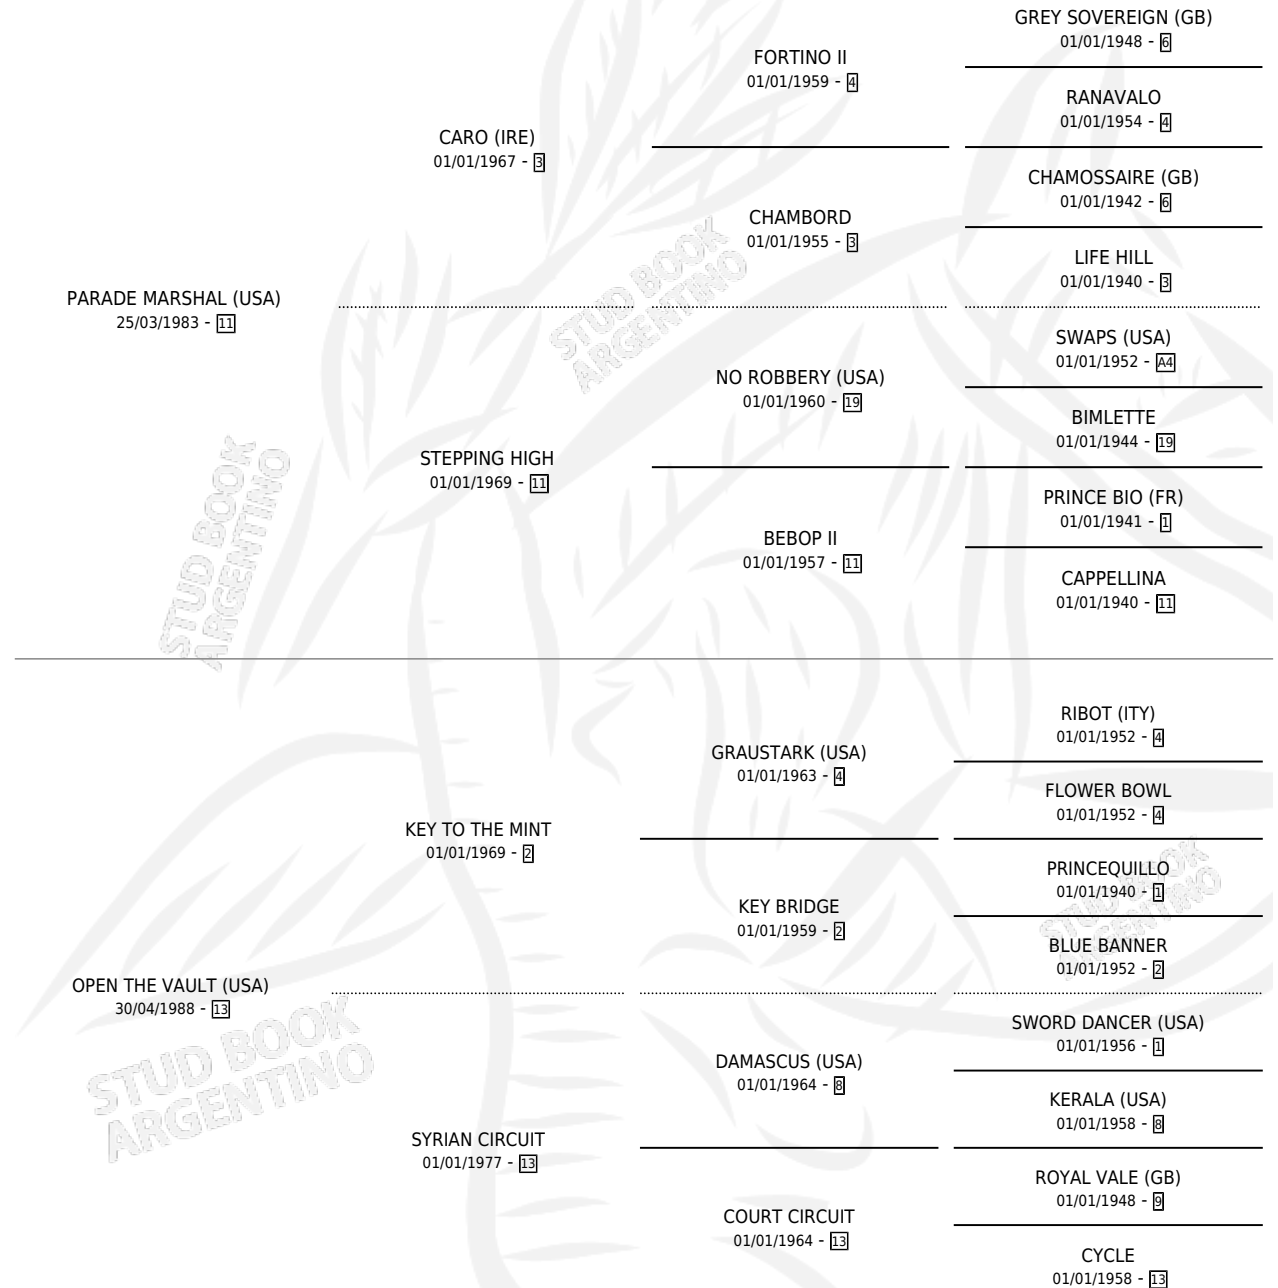 GREY SOVEREIGN (GB)
01/01/1948 - 6
FORTINO II
01/01/1959 - 4
RANAVALO
01/01/1954 - 4
CARO (IRE)
01/01/1967 - 3
CHAMOSSAIRE (GB)
01/01/1942 - 6
CHAMBORD
01/01/1955 - 3
LIFE HILL
01/01/1940 - 3
PARADE MARSHAL (USA)
25/03/1983 - 11
SWAPS (USA)
01/01/1952 - A4
NO ROBBERY (USA)
01/01/1960 - 19
BIMLETTE
01/01/1944 - 19
STEPPING HIGH
01/01/1969 - 11
PRINCE BIO (FR)
01/01/1941 - 1
BEBOP II
01/01/1957 - 11
CAPPELLINA
01/01/1940 - 11
RIBOT (ITY)
01/01/1952 - 4
GRAUSTARK (USA)
01/01/1963 - 4
FLOWER BOWL
01/01/1952 - 4
KEY TO THE MINT
01/01/1969 - 2
PRINCEQUILLO
01/01/1940 - 1
KEY BRIDGE
01/01/1959 - 2
BLUE BANNER
01/01/1952 - 2
OPEN THE VAULT (USA)
30/04/1988 - 13
SWORD DANCER (USA)
01/01/1956 - 1
DAMASCUS (USA)
01/01/1964 - 8
KERALA (USA)
01/01/1958 - 8
SYRIAN CIRCUIT
01/01/1977 - 13
ROYAL VALE (GB)
01/01/1948 - 9
COURT CIRCUIT
01/01/1964 - 13
CYCLE
01/01/1958 - 13
STUD BOOK
ARGENTINO
STUD BOOK
ARGENTINO
STUD BOOK
ARGENTINO
STUD BOOK
ARGENTINO